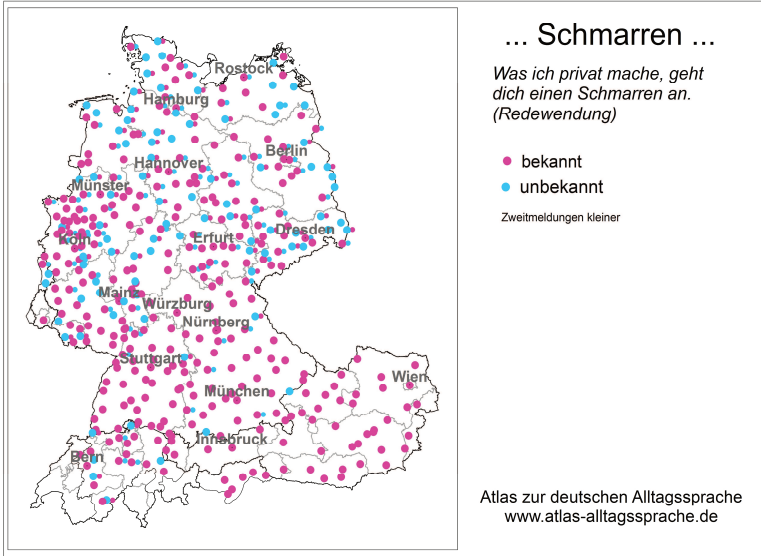 ... Schmarren ...
Was ich privat mache, geht
dich einen Schmarren an.
(Redewendung)
bekannt
unbekannt
Zweitmeldungen kleiner
Rostock
Hamburg
Berlin
Hannover
Münster
Dresden
Köln
Erfurt
Mainz
Würzburg
Nürnberg
Stuttgart
Wien
München
Innsbruck
Bern
Atlas zur deutschen Alltagssprache
www.atlas-alltagssprache.de